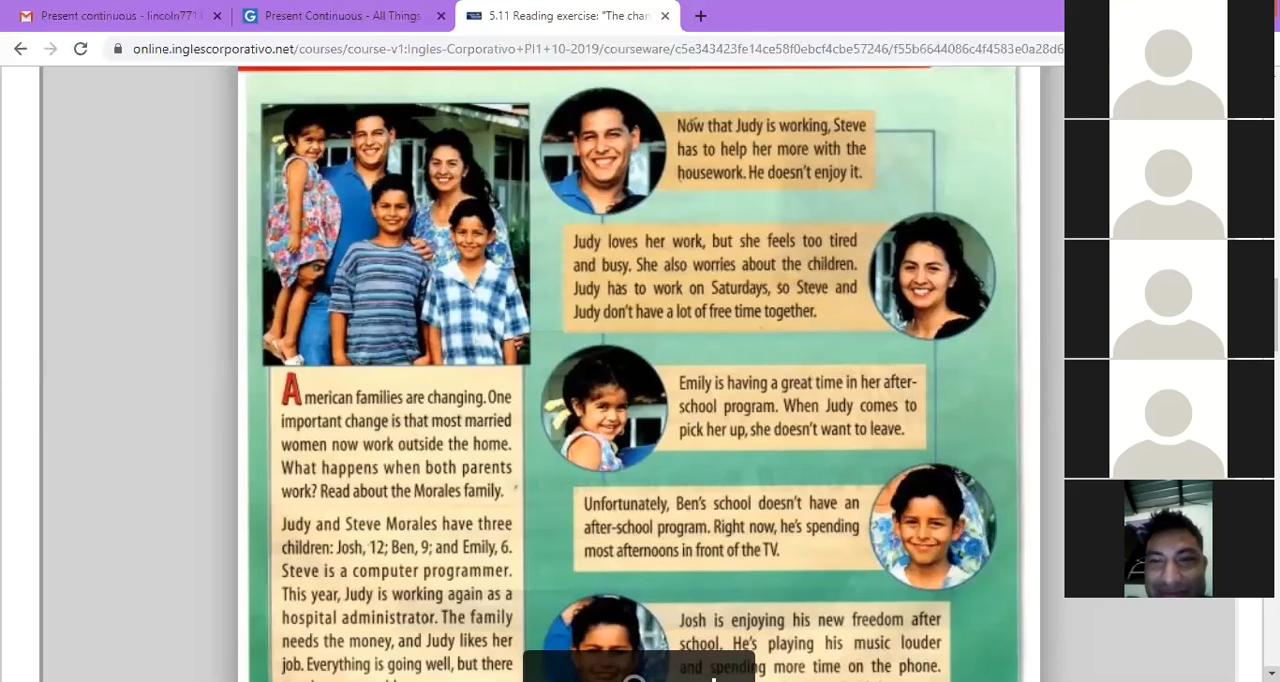 Present continuous - lincoln771
Present Continuous - All Things
5.11 Reading exercise: "The chan
online.inglescorporativo.net/courses/course-v1:Ingles-Corporativo+PI1+10-2019/courseware/c5e343423fe14ce58f0ebcf4cbe57246/f55b6644086c4f4583e0a28d6
Now that Judy is working, Steve
has to help her more with the
housework. He doesn't enjoy it.
Judy loves her work, but she feels too tired
and busy. She also worries about the children.
Judy has to work on Saturdays, so Steve and
Judy don't have a lot of free time together.
Emily is having a great time in her after-
school program. When Judy comes to
pick her up, she doesn't want to leave.
Unfortunately, Ben's school doesn't have an
after-school program. Right now, he's spending
most afternoons in front of the TV.
Josh is enjoying his new freedom after
school. He's playing his music louder
and spending more time on the phone.
American families are changing. One
important change is that most married
women now work outside the home.
What happens when both parents
work? Read about the Morales family.
Judy and Steve Morales have three
children: Josh, 12; Ben, 9; and Emily, 6.
Steve is a computer programmer.
This year, Judy is working again as a
hospital administrator. The family
needs the money, and Judy likes her
job. Everything is going well, but there